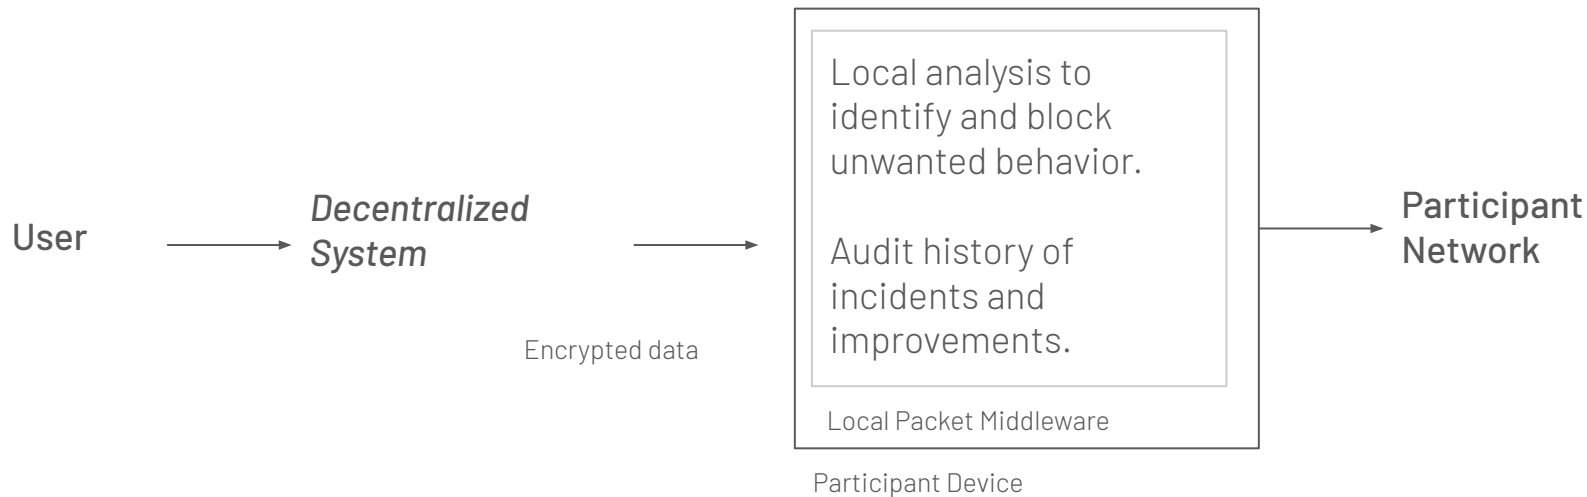 User
Decentralized
System
Encrypted data
Local analysis to
identify and block
unwanted behavior.
Audit history of
incidents and
improvements.
Local Packet Middleware
Participant Device
Participant
Network